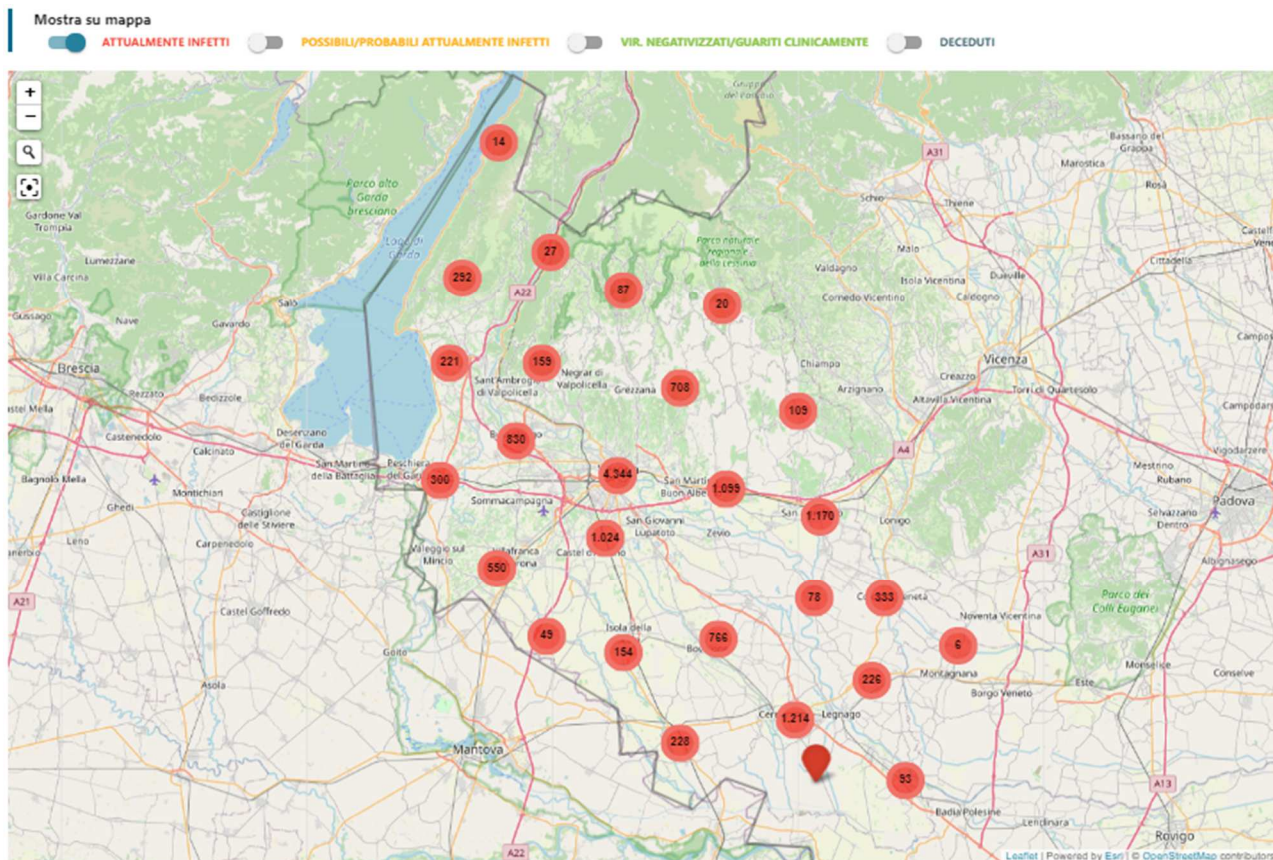 Mostra su mappa
ATTUALMENTE INFETTI
POSSIBILI/PROBABILI ATTUALMENTE INFETTI
VIR. NEGATIVIZZATI/GUARITI CLINICAMENTE
DECEDUTI
+
−
Bassano del
Grappa
14
A31
Marostica
Parco alto
Garda
bresciano
Rosà
Schio
Thiene
Gardone Val
Trompia
Lago di
Garda
Parco naturale
regionale
della Lessinia
Malo
Lumezzane
27
Cittadella
Villa Carcina
292
Valdagno
Isola Vicentina
Dueville
A22
87
20
Cornedo Vicentino
Caldogno
Salò
Gussago
Nave
Gavardo
Brescia
221
159
Negrar di
Valpolicella
Chiampo
Vicenza
Sant'Ambrogio
di Valpolicella
Grezzana
708
Arzignano
Creazzo
Torri di Quartesolo
Rezzato
Bedizzole
Altavilla Vicentina
109
Castenedolo
Desenzano
del Garda
830
Calcinato
A4
San Martino
della Battaglia
Bagnolo Mella
300
4.344
1.099
Mestrino
Rubano
Montichiari
Sommacampagna
Padova
Ghedi
Castiglione
delle Stiviere
San Giovanni
Lupatoto
Zevio
1.170
Lonigo
Selvazzano
Dentro
Leno
Carpenedolo
1.024
Valeggio sul
Mincio
550
A31
Albignasego
A21
78
333
Parco dei
Colli Euganei
Castel Goffredo
Noventa Vicentina
49
Isola della
154
766
6
Goito
Monselice
Asola
226
Montagnana
Conselve
Este
Borgo Veneto
1.214
Legnago
Mantova
228
93
A13
Badia Polesine
Lendinara
Rovigo
A22
Leaflet | Powered by Esri | © OpenStreetMap contributors